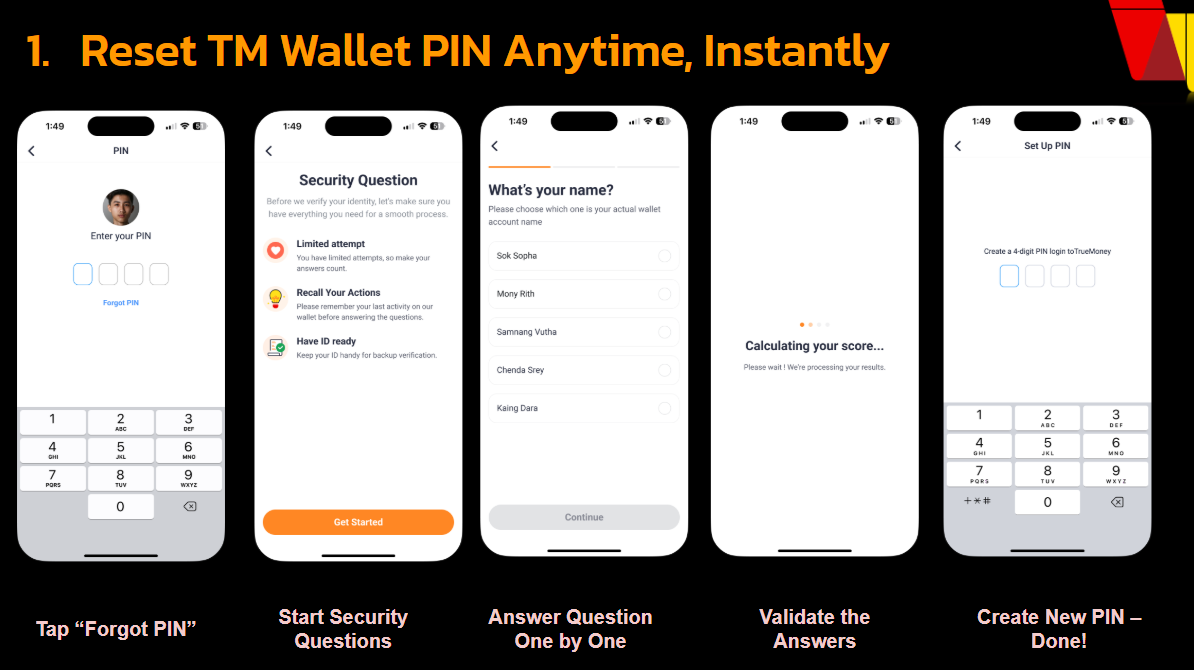 1. Reset TM Wallet PIN Anytime, Instantly
1:49
PIN
Enter your PIN
Forgot PIN
1
2
ABC
3
DEF
4
GHI
5
JKL
6
MNO
7
PQRS
8
TUV
9
WXYZ
0
Tap “Forgot PIN”
1:49
Security Question
Before we verify your identity, let's make sure you
have everything you need for a smooth process.
Limited attempt
You have limited attempts, so make your
answers count.
Recall Your Actions
Please remember your last activity on our
wallet before answering the questions.
Have ID ready
Keep your ID handy for backup verification.
Get Started
Start Security
Questions
1:49
What's your name?
Please choose which one is your actual wallet
account name
Sok Sopha
Mony Rith
Samnang Vutha
Chenda Srey
Kaing Dara
Continue
Answer Question
One by One
1:49
Calculating your score...
Please wait ! We're processing your results.
Validate the
Answers
1:49
Set Up PIN
Create a 4-digit PIN login toTrueMoney
1
2
ABC
3
DEF
4
GHI
5
JKL
6
MNO
7
PQRS
8
TUV
9
WXYZ
+*#
0
Create New PIN –
Done!